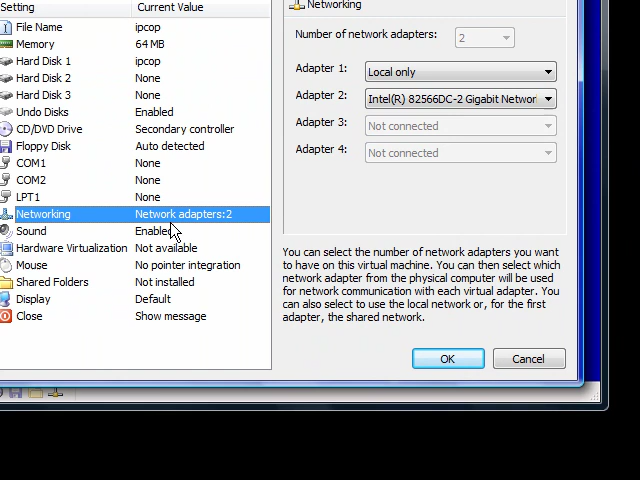 Setting Current Value
File Name ipcop
Memory 64 MB
Hard Disk 1 ipcop
Hard Disk 2 None
Hard Disk 3 None
Undo Disks Enabled
CD/DVD Drive Secondary controller
Floppy Disk Auto detected
COM1 None
COM2 None
LPT1 None
Networking Network adapters:2
Sound Enabled
Hardware Virtualization Not available
Mouse No pointer integration
Shared Folders Not installed
Display Default
Close Show message
Networking
Number of network adapters: 2
Adapter 1: Local only
Adapter 2: Intel(R) 82566DC-2 Gigabit Networ
Adapter 3: Not connected
Adapter 4: Not connected
You can select the number of network adapters you want
to have on this virtual machine. You can then select which
network adapter from the physical computer will be used
for network communication with each virtual adapter. You
can also select to use the local network or, for the first
adapter, the shared network.
OK Cancel